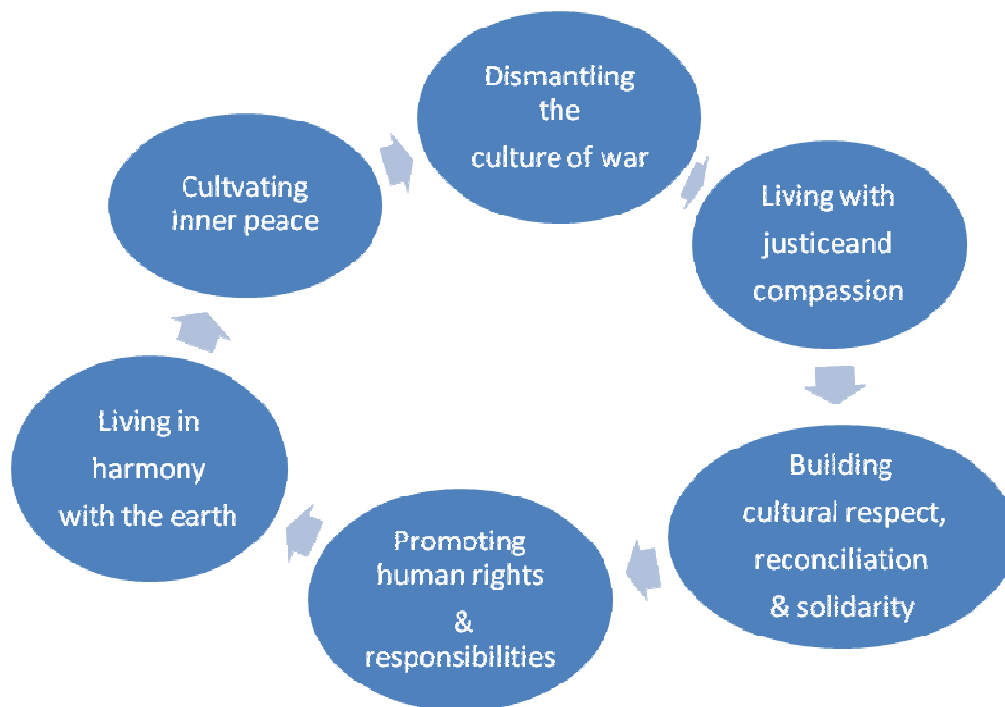 Dismantling
the
culture of war
Living with
justiceand
compassion
Building
cultural respect,
reconciliation
& solidarity
Promoting
human rights
&
responsibilities
Living in
harmony
with the earth
Cultvating
inner peace